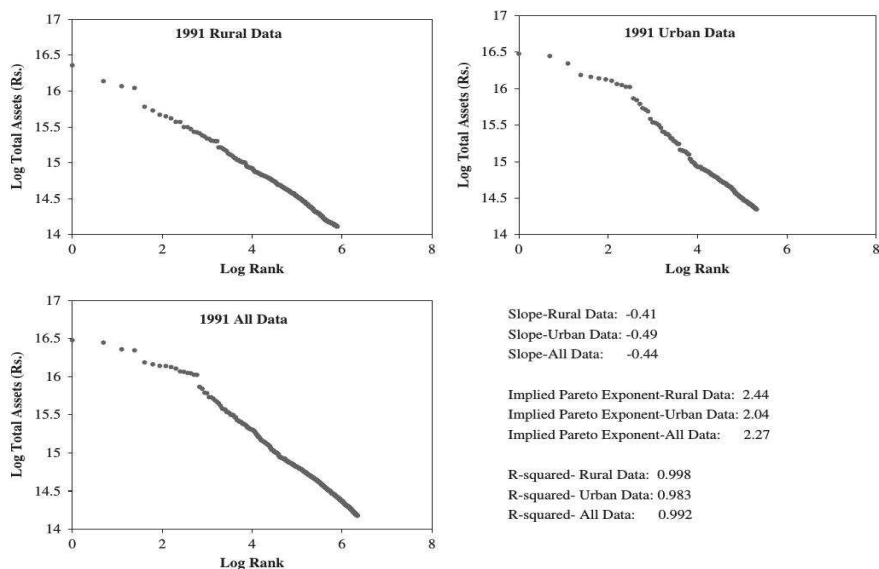 1991 Rural Data
Log Total Assets (Rs.)
17
16.5
16
15.5
15
14.5
14
0 2 4 6 8
Log Rank
1991 Urban Data
Log Total Assets (Rs.)
17
16.5
16
15.5
15
14.5
14
0 2 4 6 8
Log Rank
1991 All Data
Log Total Assets (Rs.)
17
16.5
16
15.5
15
14.5
14
0 2 4 6 8
Log Rank
Slope-Rural Data: -0.41
Slope-Urban Data: -0.49
Slope-All Data: -0.44
Implied Pareto Exponent-Rural Data: 2.44
Implied Pareto Exponent-Urban Data: 2.04
Implied Pareto Exponent-All Data: 2.27
R-squared- Rural Data: 0.998
R-squared- Urban Data: 0.983
R-squared- All Data: 0.992